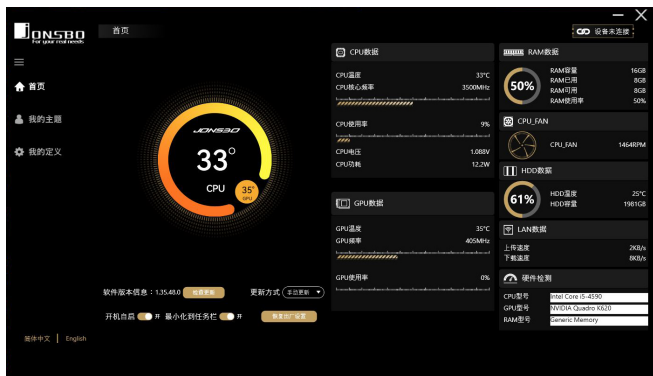 JONSBO
For your real needs
首页
设备未连接
首页
我的主题
我的定义
JONSBO
33°
CPU
35°
GPU
软件版本信息：1.35.48.0 检查更新 更新方式 手动更新
开机自启 开 最小化到任务栏 开 恢复出厂设置
简体中文 | English
CPU数据
CPU温度 33℃
CPU核心频率 3500MHz
CPU使用率 9%
CPU电压 1.088V
CPU功耗 12.2W
GPU数据
GPU温度 35℃
GPU频率 405MHz
GPU使用率 0%
RAM数据
50%
RAM容量 16GB
RAM已用 8GB
RAM可用 8GB
RAM使用率 50%
CPU_FAN
CPU_FAN 1464RPM
HDD数据
61%
HDD温度 25℃
HDD容量 1981GB
LAN数据
上传速度 2KB/s
下载速度 8KB/s
硬件检测
CPU型号 Intel Core i5-4590
GPU型号 NVIDIA Quadro K620
RAM型号 Generic Memory